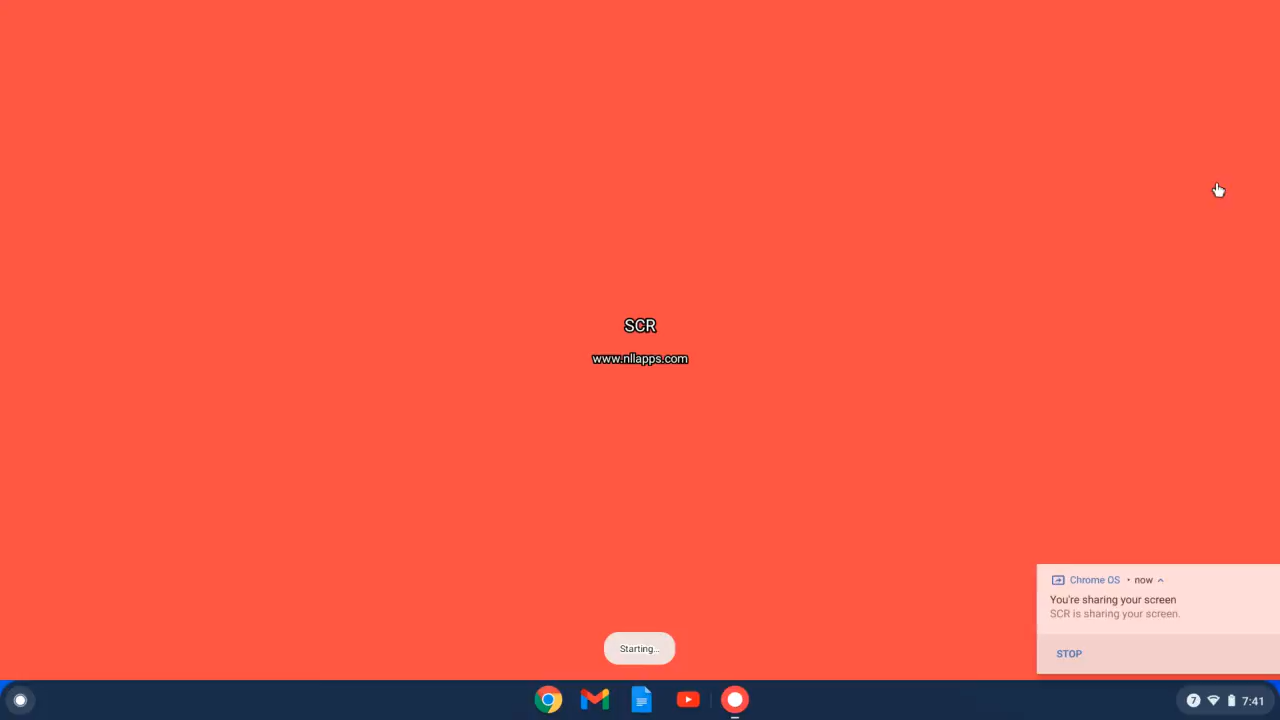 SCR
www.nllapps.com
Chrome OS • now
You're sharing your screen
SCR is sharing your screen.
Starting...
STOP
7 7:41